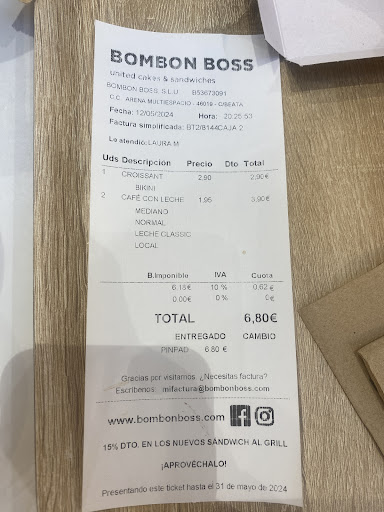 BOMBON BOSS
united cakes & sandwiches
BOMBON BOSS, S.L.U. B53673091
C.C. ARENA MULTIESPACIO - 46019 - C/BEATA
Fecha: 12/05/2024 Hora: 20:25:53
Factura simplificada: BT2/8144CAJA 2
Le atendió: LAURA M
Uds Descripción Precio Dto Total
1 CROISSANT 2,90 2,90€
BIKINI
2 CAFÉ CON LECHE 1,95 3,90€
MEDIANO
NORMAL
LECHE CLASSIC
LOCAL
B.Imponible IVA Cuota
6,18€ 10 % 0,62 €
0,00€ 0 % 0€
TOTAL 6,80€
ENTREGADO CAMBIO
PINPAD 6,80 €
Gracias por visitarnos ¿Necesitas factura?
Escríbenos: mifactura@bombonboss.com
www.bombonboss.com
15% DTO. EN LOS NUEVOS SANDWICH AL GRILL
¡APROVÉCHALO!
Presentando este ticket hasta el 31 de mayo de 2024